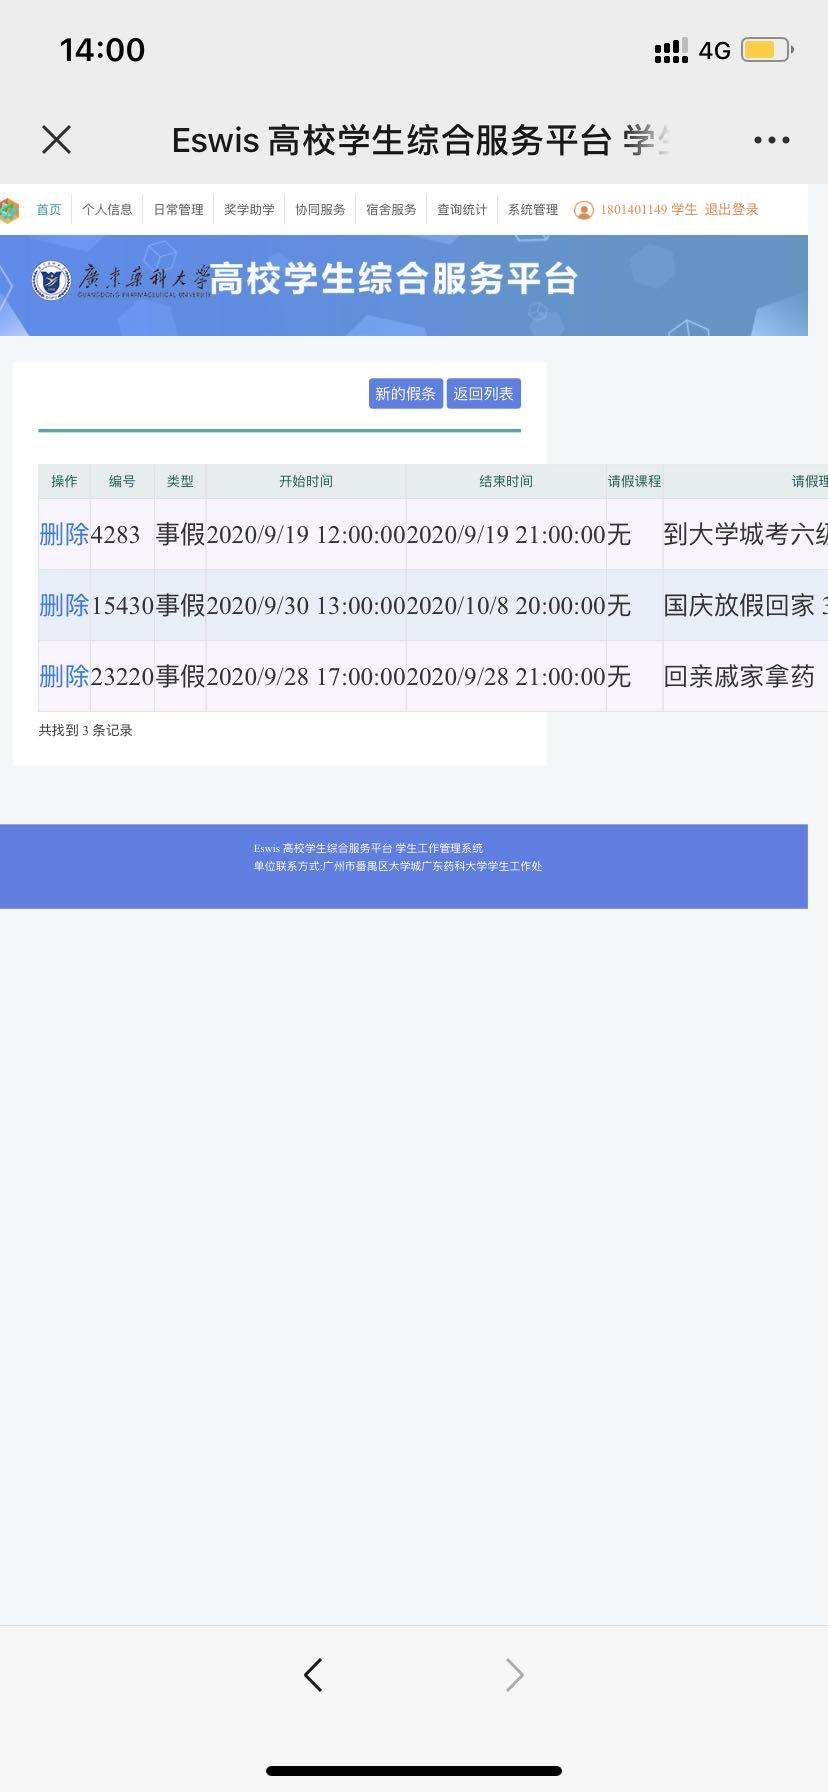 14:00
4G
Eswis 高校学生综合服务平台 学
首页 个人信息 日常管理 奖学助学 协同服务 宿舍服务 查询统计 系统管理 1801401149 学生 退出登录
廣東藥科大學 高校学生综合服务平台
GUANGDONG PHARMACEUTICAL UNIVERSITY
新的假条 返回列表
操作 编号 类型 开始时间 结束时间 请假课程 请假理
删除 4283 事假 2020/9/19 12:00:00 2020/9/19 21:00:00 无 到大学城考六级
删除 15430 事假 2020/9/30 13:00:00 2020/10/8 20:00:00 无 国庆放假回家 3
删除 23220 事假 2020/9/28 17:00:00 2020/9/28 21:00:00 无 回亲戚家拿药
共找到 3 条记录
Eswis 高校学生综合服务平台 学生工作管理系统
单位联系方式:广州市番禺区大学城广东药科大学学生工作处